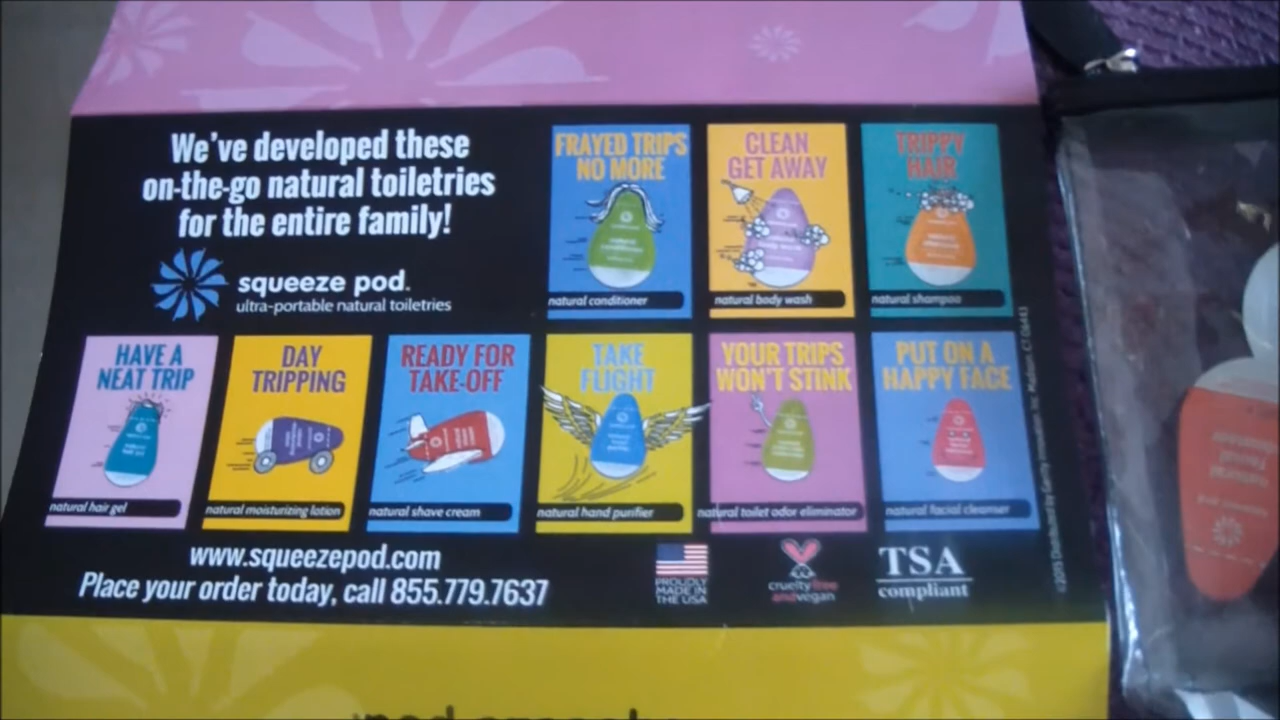 We've developed these
on-the-go natural toiletries
for the entire family!
squeeze pod.
ultra-portable natural toiletries
FRAYED TRIPS
NO MORE
natural conditioner
CLEAN
GET AWAY
natural body wash
TRIPPY
HAIR
natural shampoo
HAVE A
NEAT TRIP
natural hair gel
DAY
TRIPPING
natural moisturizing lotion
READY FOR
TAKE-OFF
natural shave cream
TAKE
FLIGHT
natural hand purifier
YOUR TRIPS
WON'T STINK
natural toilet odor eliminator
PUT ON A
HAPPY FACE
natural facial cleanser
www.squeezepod.com
Place your order today, call 855.779.7637
PROUDLY
MADE IN
THE USA
cruelty free
and vegan
TSA
compliant
natural
facial
cleanser